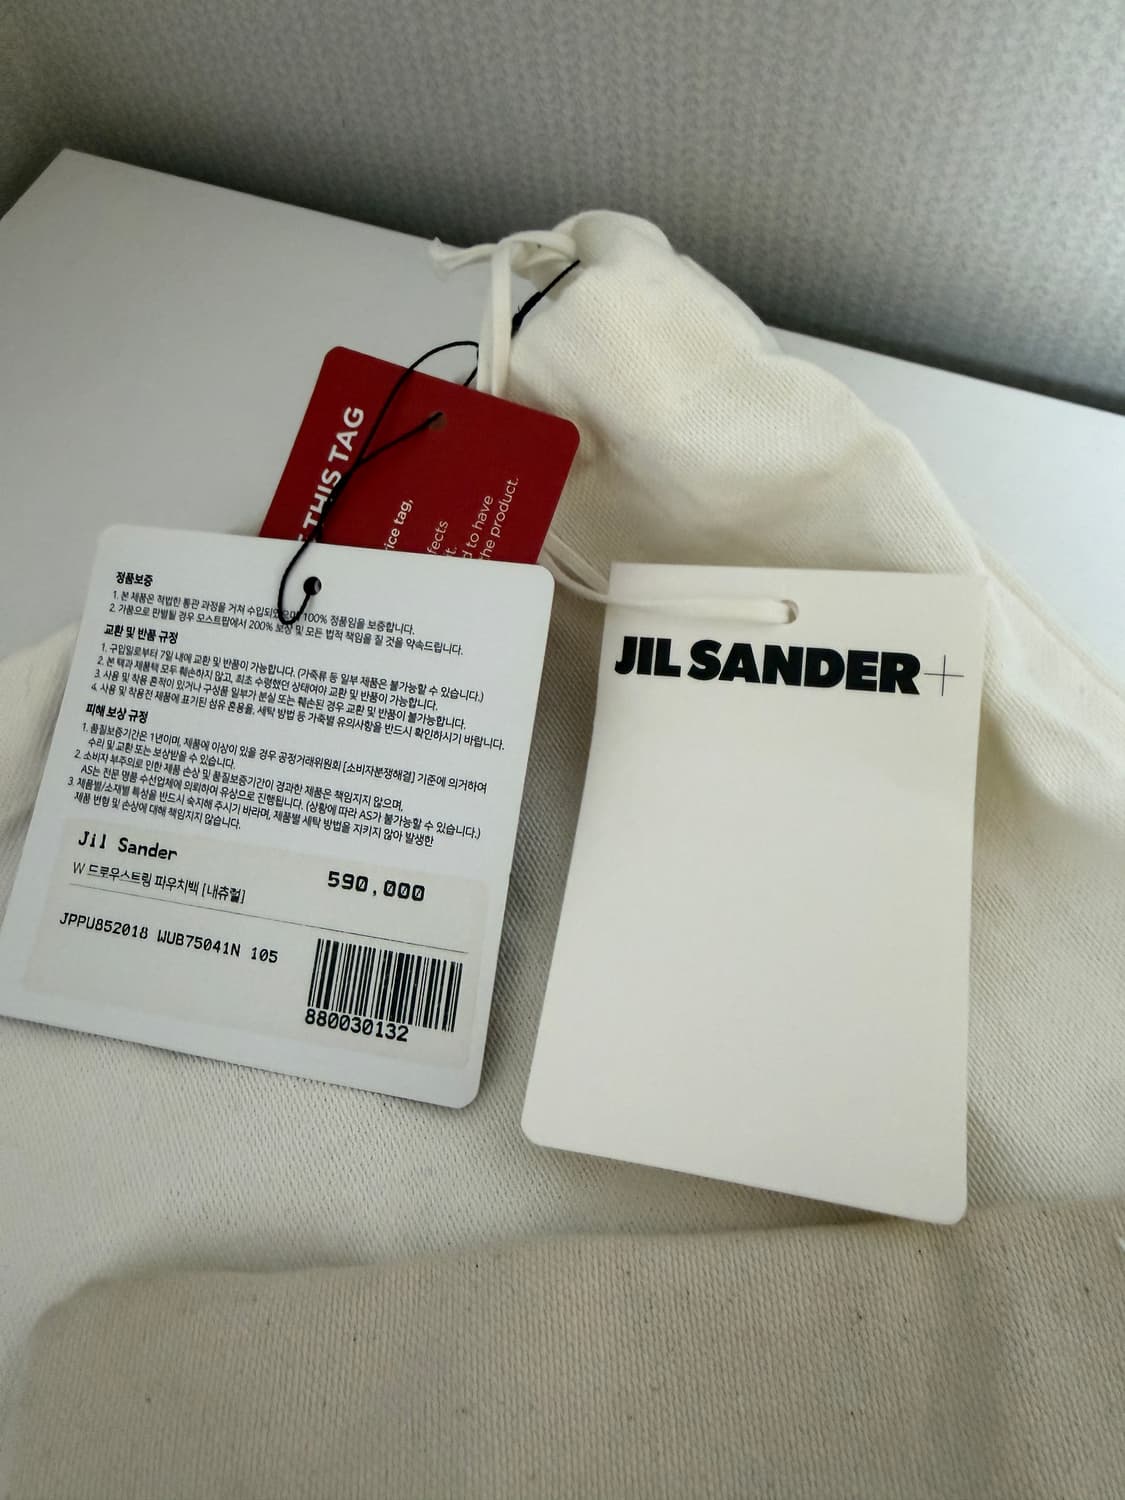 THIS TAG
rice tag,
fects
t.
d to have
the product.
정품보증
1. 본 제품은 적법한 통관 과정을 거쳐 수입되었으며 100% 정품임을 보증합니다.
2. 가품으로 판별될 경우 모스트탑에서 200% 보상 및 모든 법적 책임을 질 것을 약속드립니다.
교환 및 반품 규정
1. 구입일로부터 7일 내에 교환 및 반품이 가능합니다. (가죽류 등 일부 제품은 불가능할 수 있습니다.)
2. 본 택과 제품택 모두 훼손하지 않고, 최초 수령했던 상태여야 교환 및 반품이 가능합니다.
3. 사용 및 착용 흔적이 있거나 구성품 일부가 분실 또는 훼손된 경우 교환 및 반품이 불가능합니다.
4. 사용 및 착용전 제품에 표기된 섬유 혼용율, 세탁 방법 등 가죽별 유의사항을 반드시 확인하시기 바랍니다.
피해 보상 규정
1. 품질보증기간은 1년이며, 제품에 이상이 있을 경우 공정거래위원회 [소비자분쟁해결] 기준에 의거하여
수리 및 교환 또는 보상받을 수 있습니다.
2. 소비자 부주의로 인한 제품 손상 및 품질보증기간이 경과한 제품은 책임지지 않으며,
AS는 전문 명품 수선업체에 의뢰하여 유상으로 진행됩니다. (상황에 따라 AS가 불가능할 수 있습니다.)
3. 제품별/소재별 특성을 반드시 숙지해 주시기 바라며, 제품별 세탁 방법을 지키지 않아 발생한
제품 변형 및 손상에 대해 책임지지 않습니다.
Jil Sander
590,000
W 드로우스트링 파우치백 [내츄럴]
JPPU852018 WUB75041N 105
880030132
JIL SANDER+